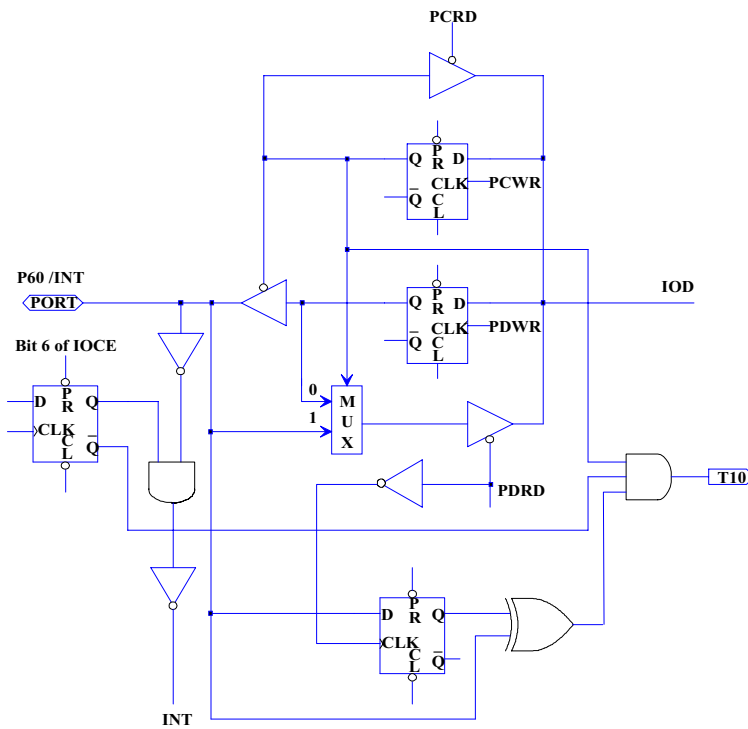 PCRD
Q P R D
CLK PCWR
Q C L
P60 /INT
PORT
IOD
Q P R D
CLK PDWR
Q C L
Bit 6 of IOCE
D P R Q
CLK
C L Q
0
1
M U X
PDRD
T10
D P R Q
CLK
C L Q
INT